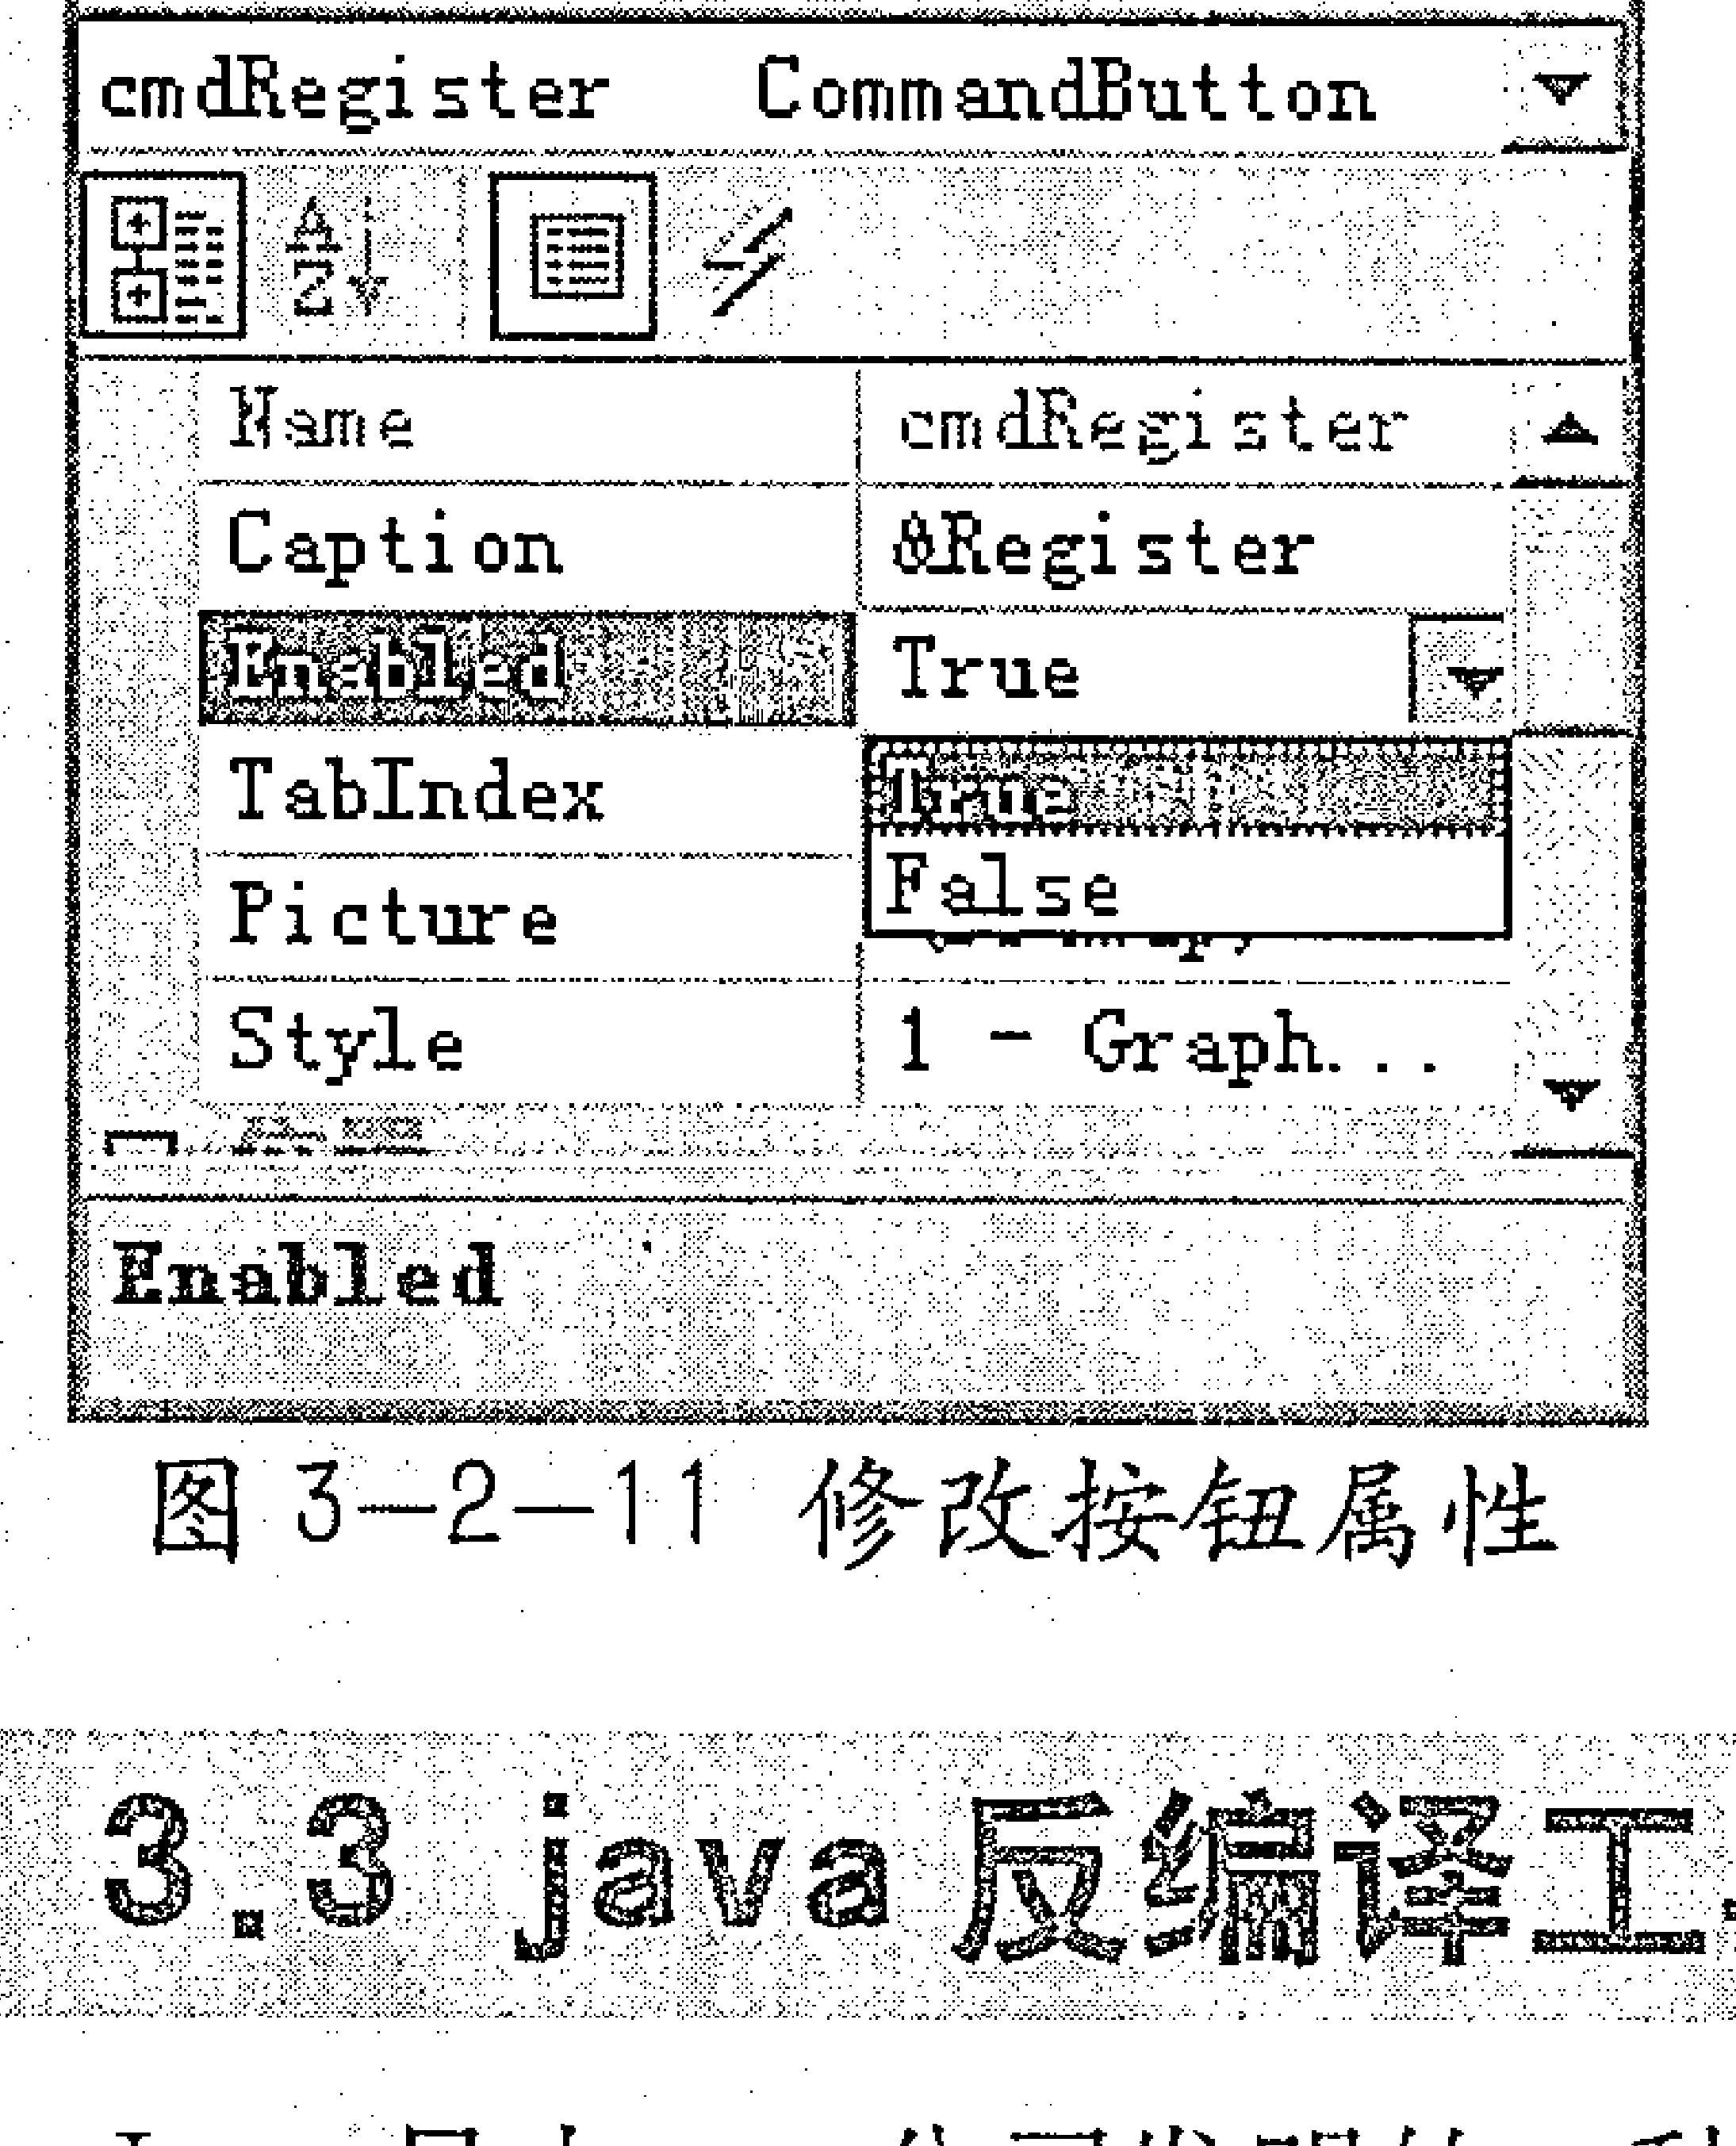 cmdRegister CommandButton
Name cmdRegister
Caption &Register
Enabled True
TabIndex True
False
Picture
Style 1 - Graph...
Enabled
图 3—2—11 修改按钮属性
3.3 java 反编译工